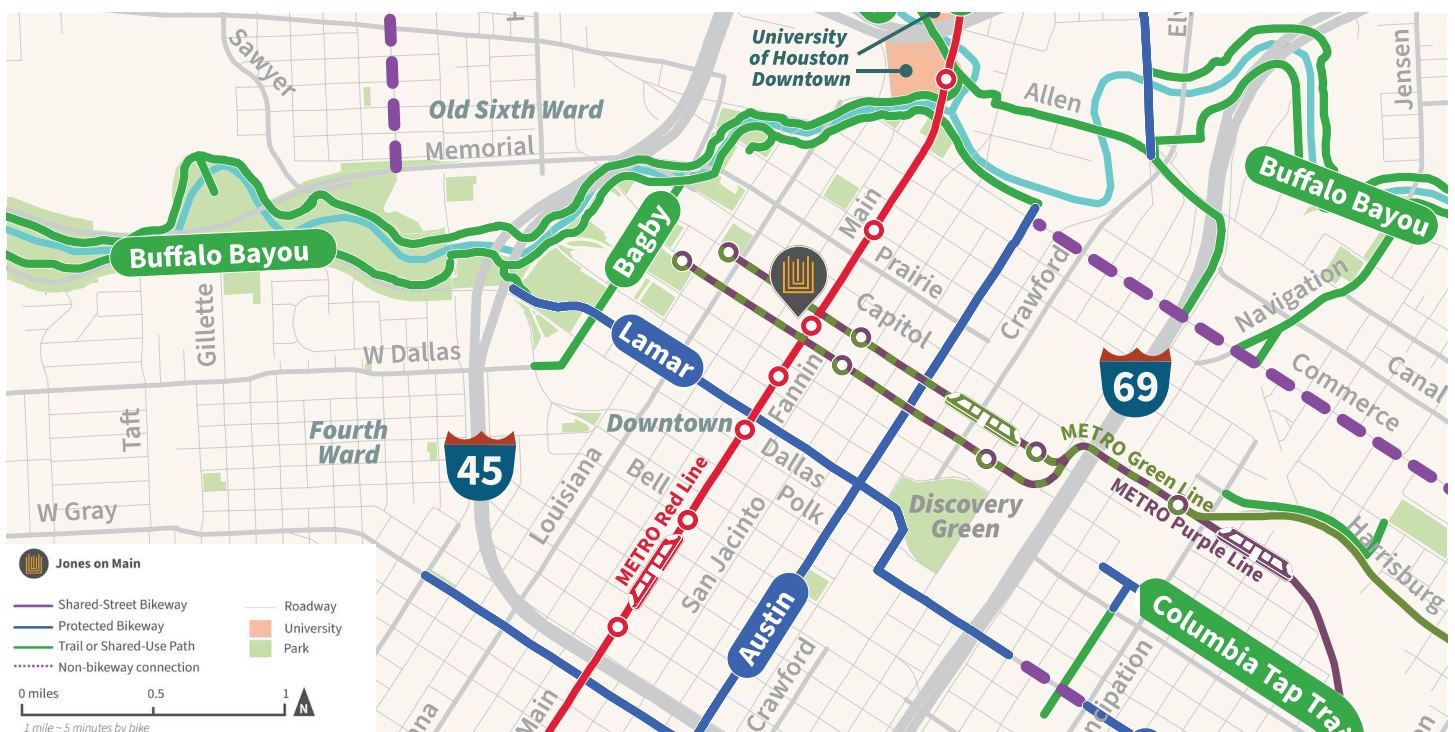 University
of Houston
Downtown
Sawyer
Old Sixth Ward
Memorial
Allen
Jensen
Buffalo Bayou
Buffalo Bayou
Bagby
Main
Prairie
Capitol
Crawford
Navigation
Gillette
W Dallas
Lamar
Fannin
69
Commerce
Canal
Taft
Fourth
Ward
45
Downtown
Louisiana
Bell
Dallas
Polk
METRO Red Line
San Jacinto
Discovery
Green
METRO Green Line
METRO Purple Line
Harrisburg
W Gray
Austin
Crawford
Main
Columbia Tap Trai
Jones on Main
Shared-Street Bikeway
Protected Bikeway
Trail or Shared-Use Path
Non-bikeway connection
Roadway
University
Park
0 miles 0.5 1
N
1 mile ~ 5 minutes by bike